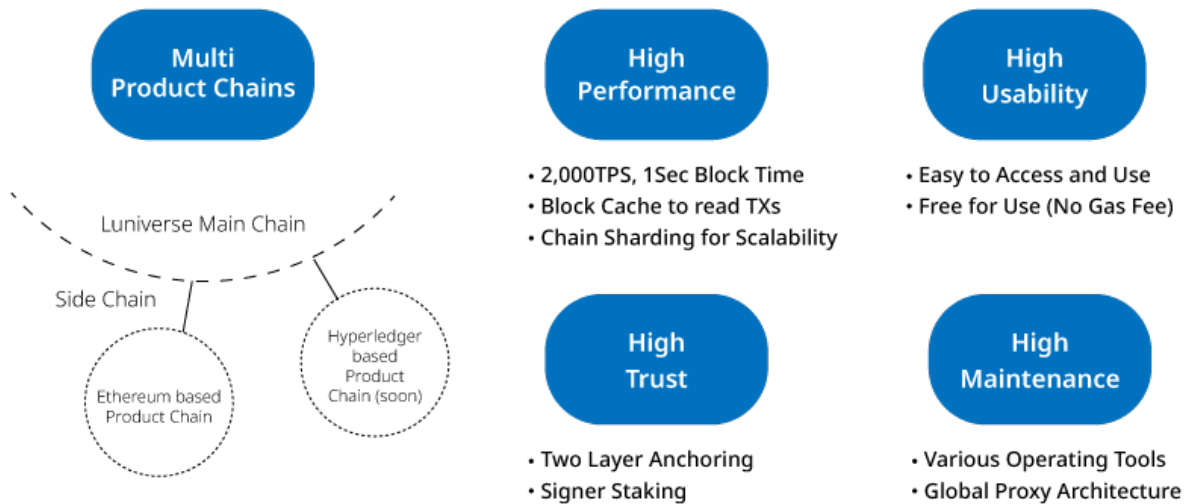 Multi
Product Chains
Luniverse Main Chain
Side Chain
Ethereum based
Product Chain
Hyperledger
based
Product
Chain (soon)
High
Performance
• 2,000TPS, 1Sec Block Time
• Block Cache to read TXs
• Chain Sharding for Scalability
High
Usability
• Easy to Access and Use
• Free for Use (No Gas Fee)
High
Trust
• Two Layer Anchoring
• Signer Staking
High
Maintenance
• Various Operating Tools
• Global Proxy Architecture